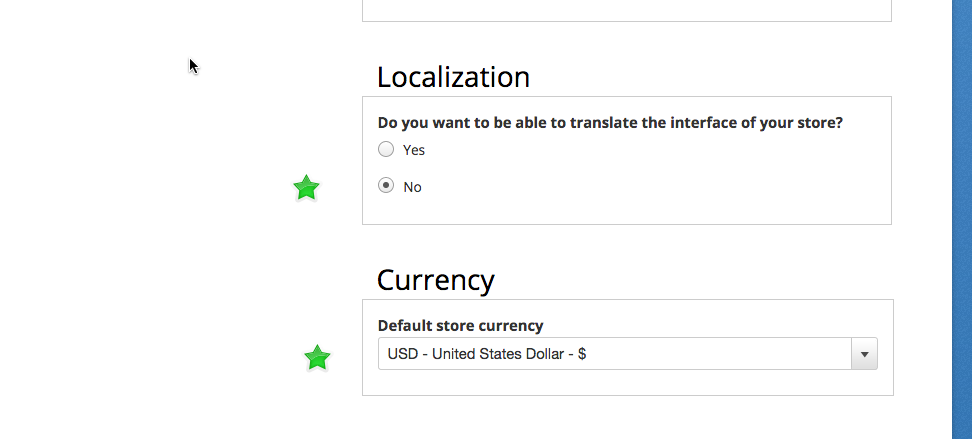 Localization
Do you want to be able to translate the interface of your store?
Yes
No
Currency
Default store currency
USD - United States Dollar - $